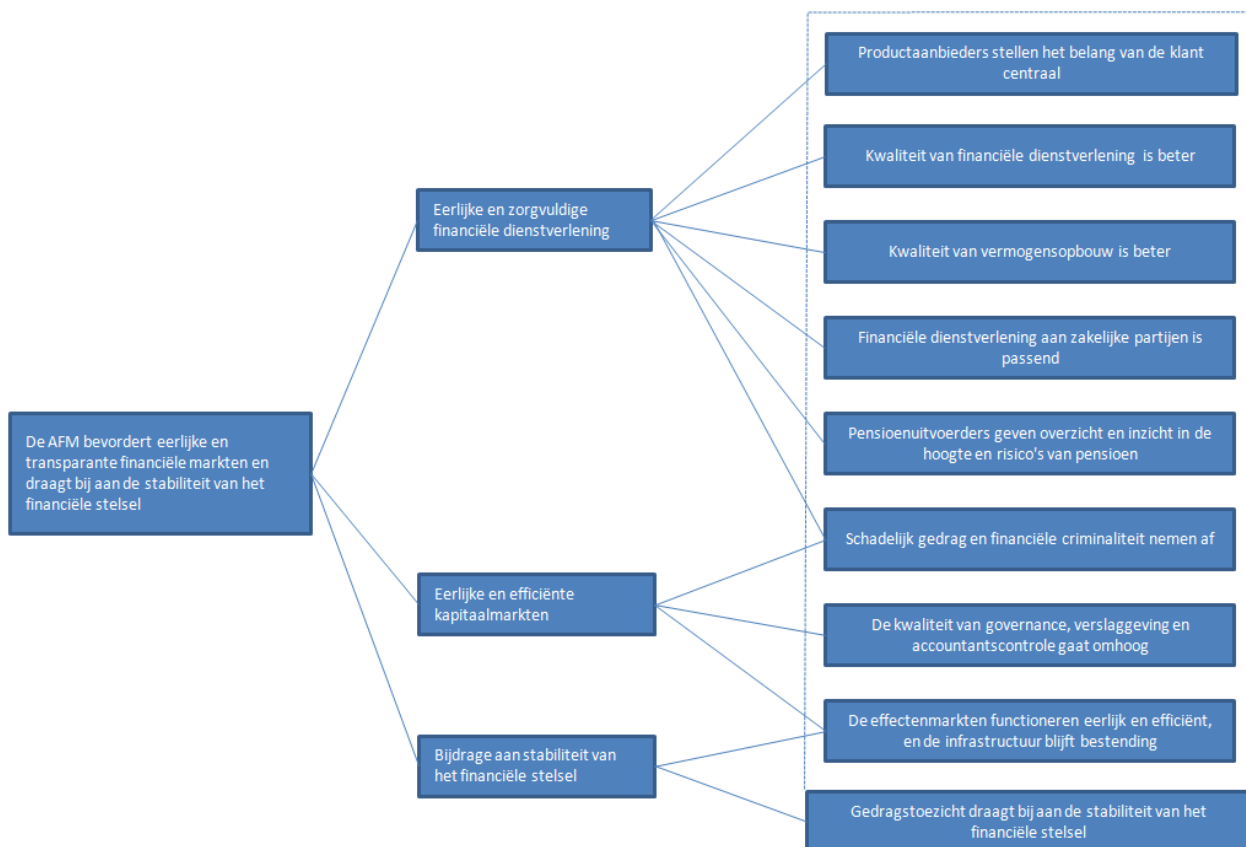 Productaanbieders stellen het belang van de klant
centraal
Kwaliteit van financiële dienstverlening is beter
Eerlijke en zorgvuldige
financiële dienstverlening
Kwaliteit van vermogensopbouw is beter
Financiële dienstverlening aan zakelijke partijen is
passend
De AFM bevordert eerlijke en
transparante financiële markten en
draagt bij aan de stabiliteit van het
financiële stelsel
Pensioenuitvoerders geven overzicht en inzicht in de
hoogte en risico's van pensioen
Schadelijk gedrag en financiële criminaliteit nemen af
Eerlijke en efficiënte
kapitaalmarkten
De kwaliteit van governance, verslaggeving en
accountantscontrole gaat omhoog
De effectenmarkten functioneren eerlijk en efficiënt,
en de infrastructuur blijft bestending
Bijdrage aan stabiliteit van
het financiële stelsel
Gedragstoezicht draagt bij aan de stabiliteit van het
financiële stelsel